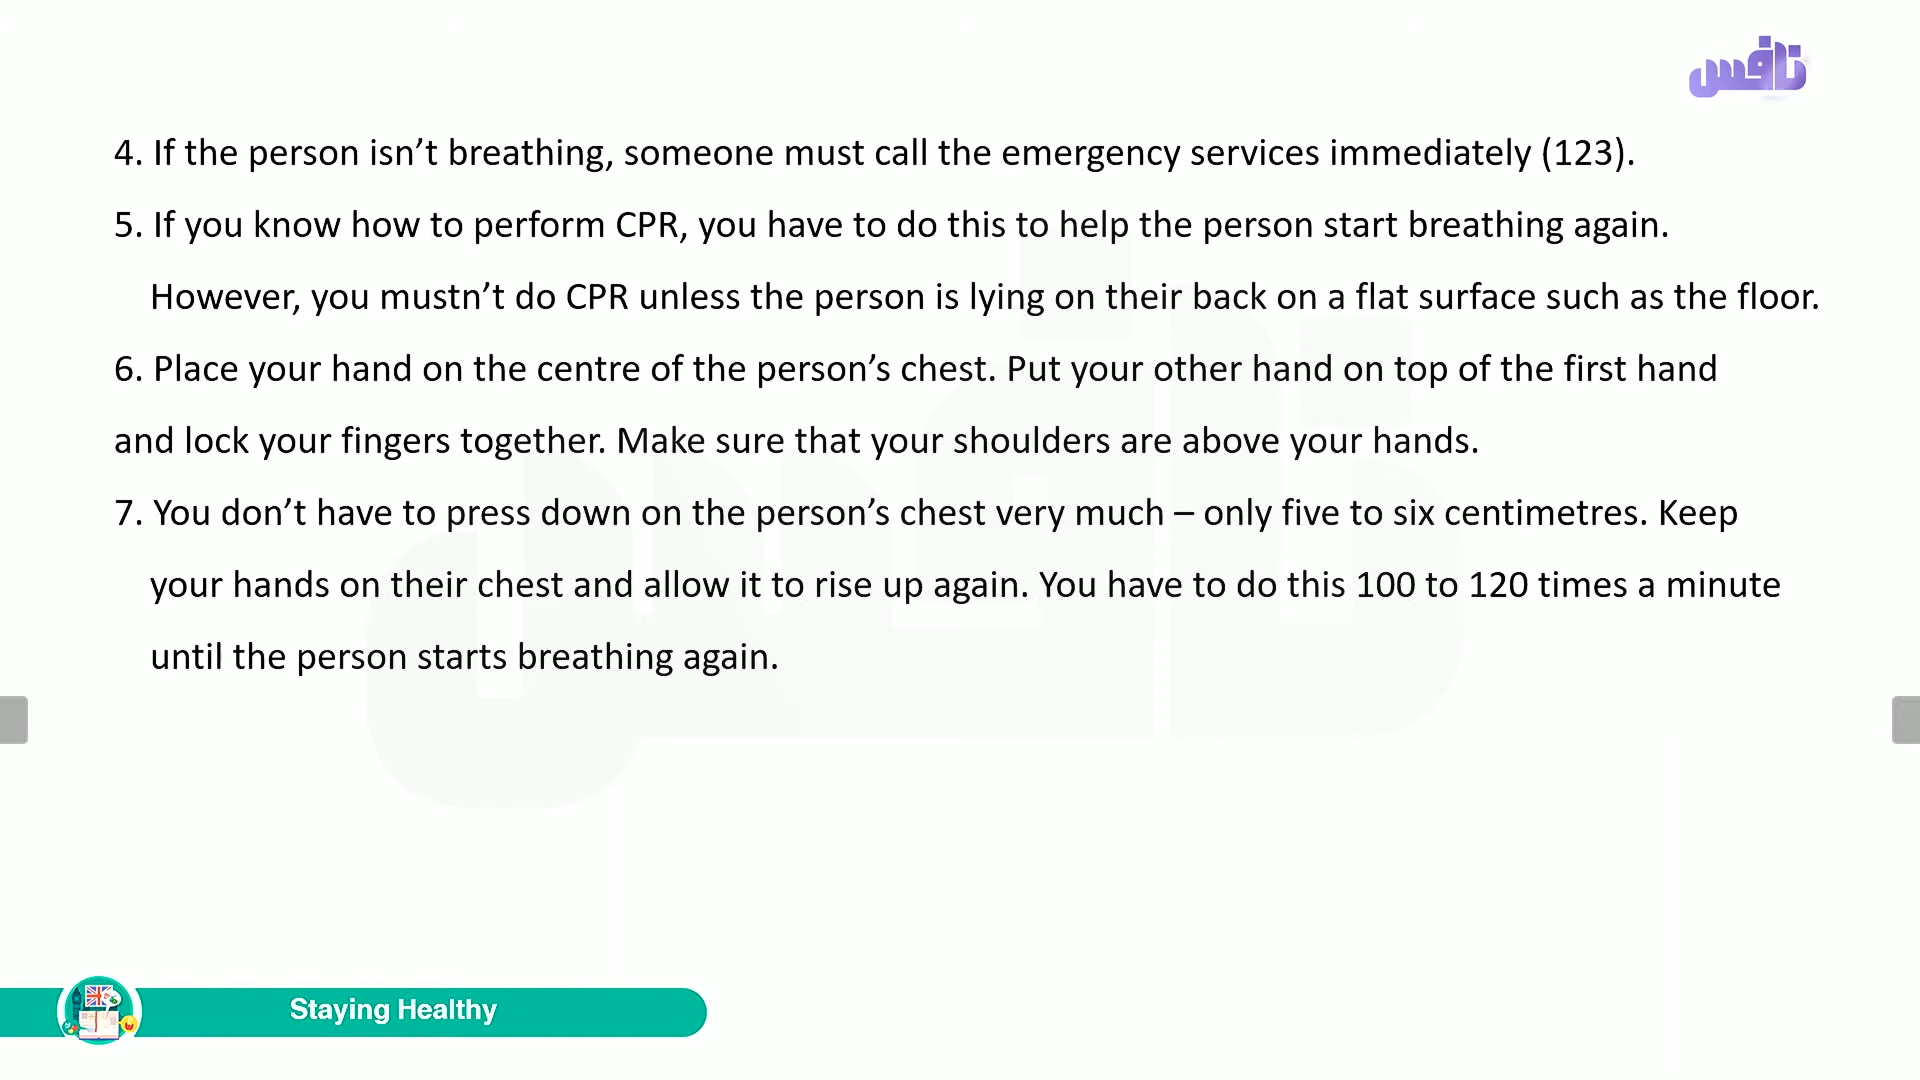 نافس
4. If the person isn’t breathing, someone must call the emergency services immediately (123).
5. If you know how to perform CPR, you have to do this to help the person start breathing again.
However, you mustn’t do CPR unless the person is lying on their back on a flat surface such as the floor.
6. Place your hand on the centre of the person’s chest. Put your other hand on top of the first hand
and lock your fingers together. Make sure that your shoulders are above your hands.
7. You don’t have to press down on the person’s chest very much – only five to six centimetres. Keep
your hands on their chest and allow it to rise up again. You have to do this 100 to 120 times a minute
until the person starts breathing again.
Staying Healthy